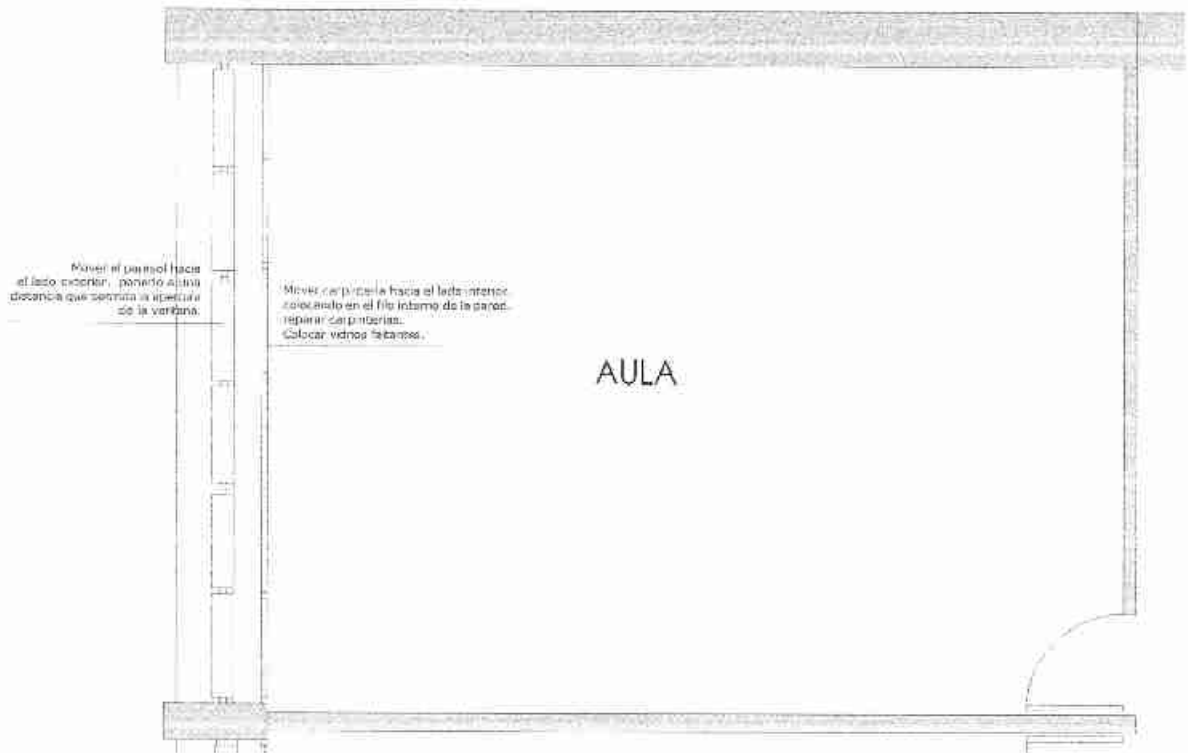 Mover el parasol hacia
el lado exterior, ponerlo a una
distancia que permita la apertura
de la ventana.
Mover carpintería hacia el lado interior,
colocando en el filo interno de la pared.
reparar carpinterías.
Colocar vidrios faltantes.
AULA